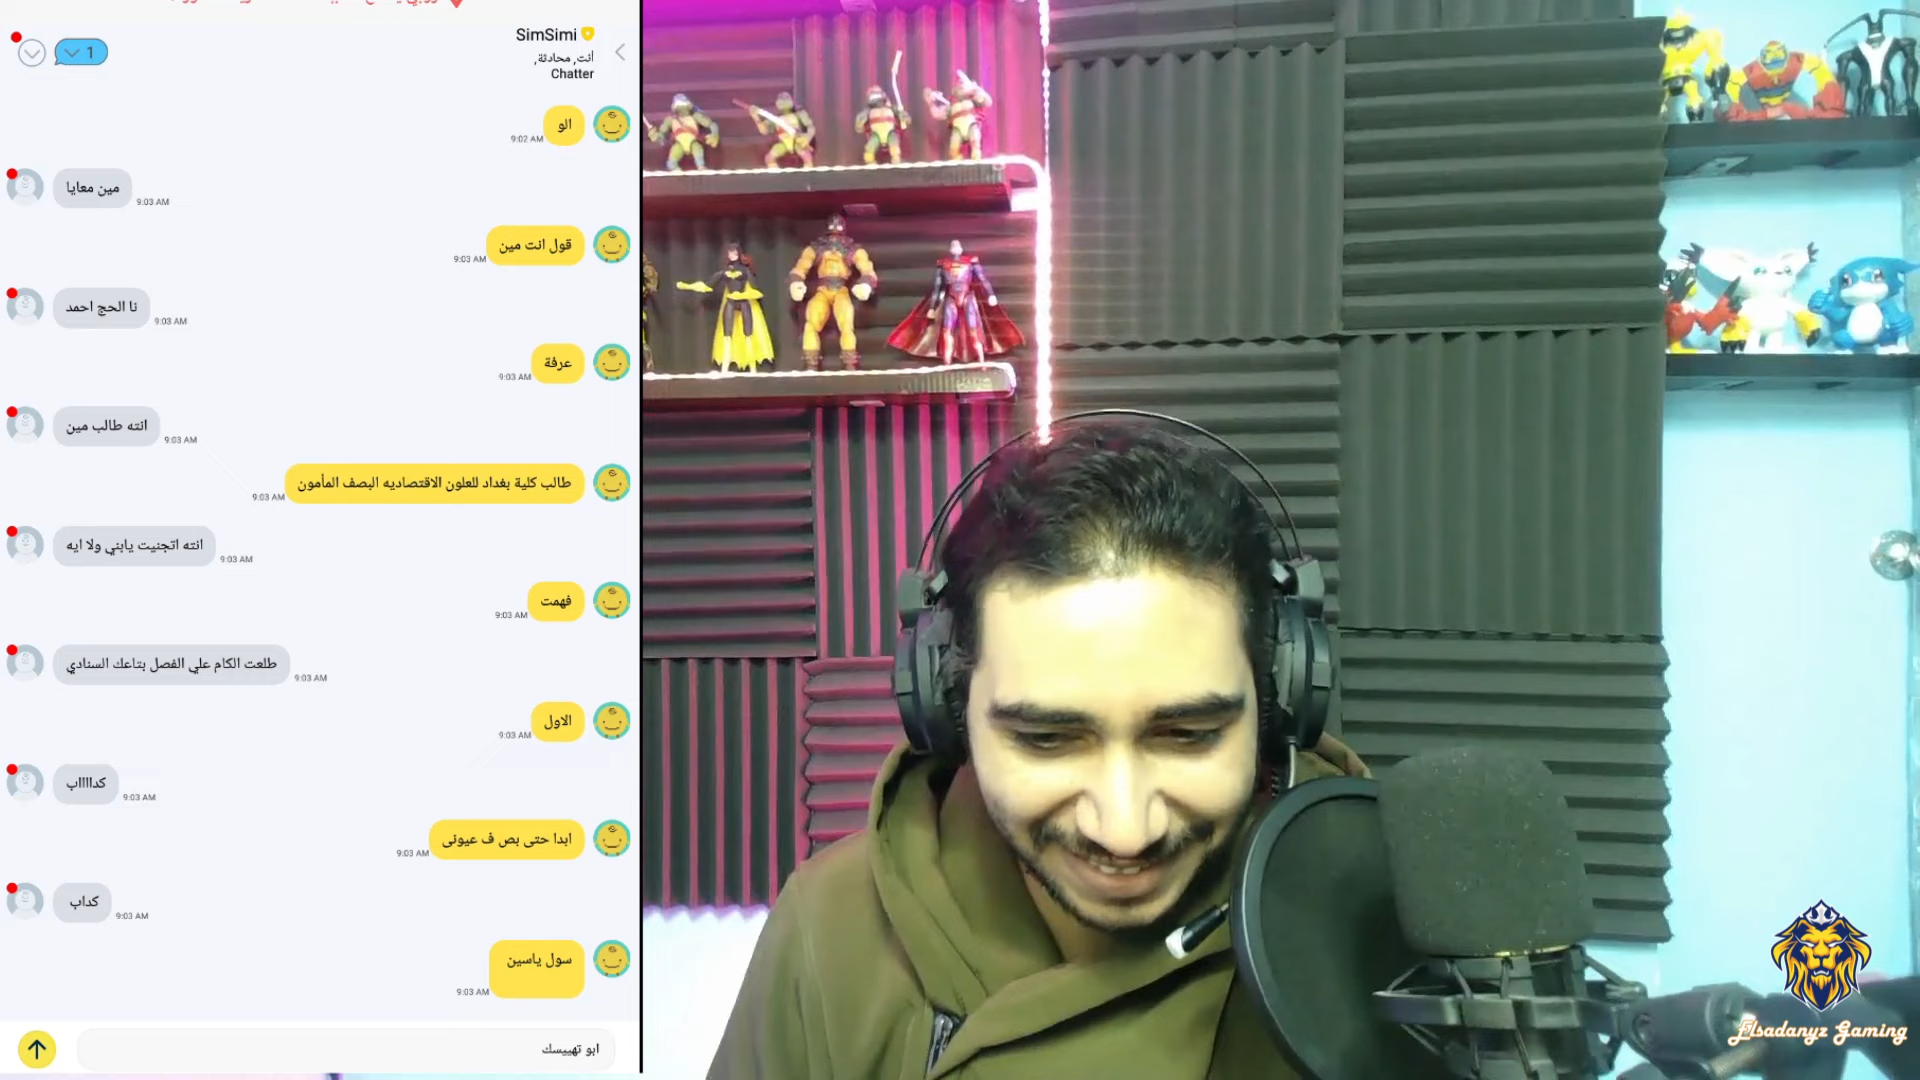 SimSimi
1
أنت, محادثة,
Chatter
الو
9:02 AM
مين معايا
9:03 AM
قول انت مين
9:03 AM
نا الحج احمد
9:03 AM
عرفة
9:03 AM
انته طالب مين
9:03 AM
طالب كلية بغداد للعلون الاقتصاديه البصف المأمون
9:03 AM
انته اتجنيت يابني ولا ايه
9:03 AM
فهمت
9:03 AM
طلعت الكام علي الفصل بتاعك السنادي
9:03 AM
الاول
9:03 AM
كدااااب
9:03 AM
ابدا حتى بص ف عيونى
9:03 AM
كداب
9:03 AM
سول ياسين
9:03 AM
ابو تهييسك
Elsadanyz Gaming